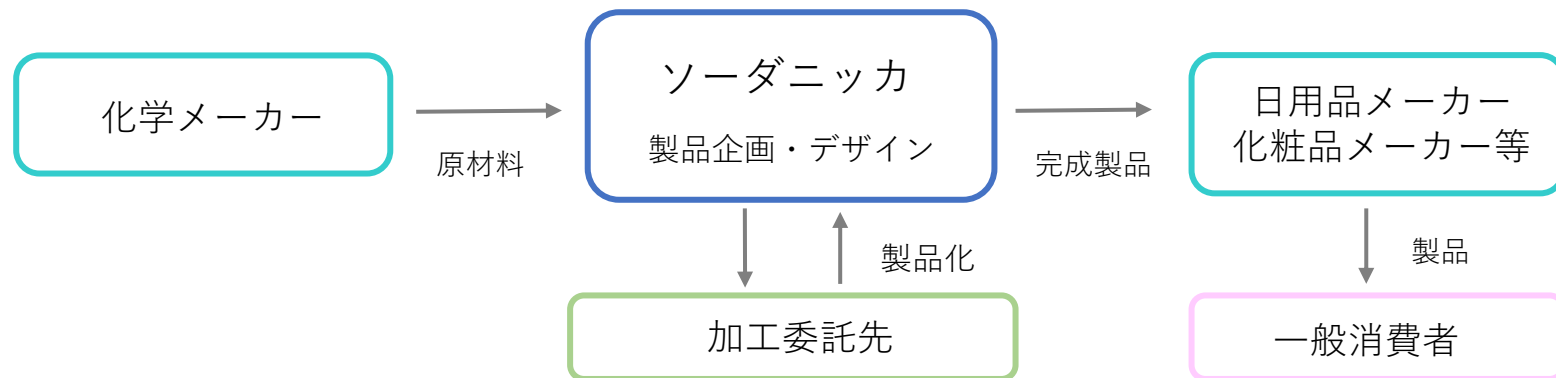 化学メーカー
原材料
ソーダニッカ
製品企画・デザイン
完成製品
日用品メーカー
化粧品メーカー等
製品化
製品
加工委託先
一般消費者